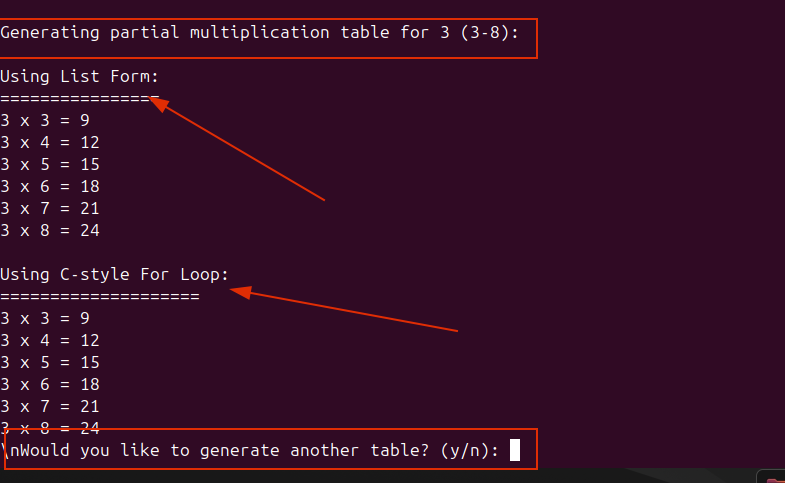 Generating partial multiplication table for 3 (3-8):
Using List Form:
================
3 x 3 = 9
3 x 4 = 12
3 x 5 = 15
3 x 6 = 18
3 x 7 = 21
3 x 8 = 24
Using C-style For Loop:
====================
3 x 3 = 9
3 x 4 = 12
3 x 5 = 15
3 x 6 = 18
3 x 7 = 21
3 x 8 = 24
\nWould you like to generate another table? (y/n):